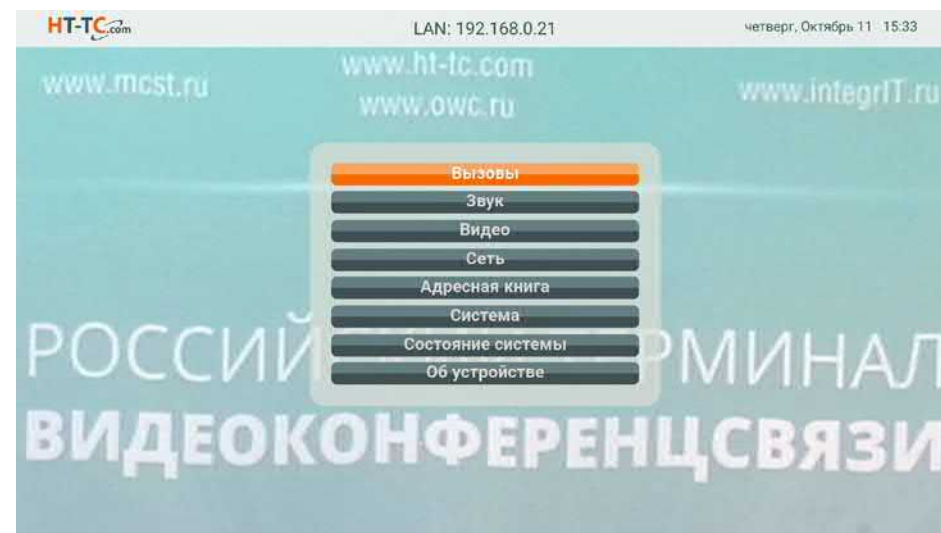 HT-TC.com
LAN: 192.168.0.21
четверг, Октябрь 11 15:33
www.mcst.ru
www.ht-tc.com
www.owc.ru
www.integrIT.ru
Вызовы
Звук
Видео
Сеть
Адресная книга
Система
Состояние системы
Об устройстве
ВИДЕОКОНФЕРЕНЦСВЯЗИ